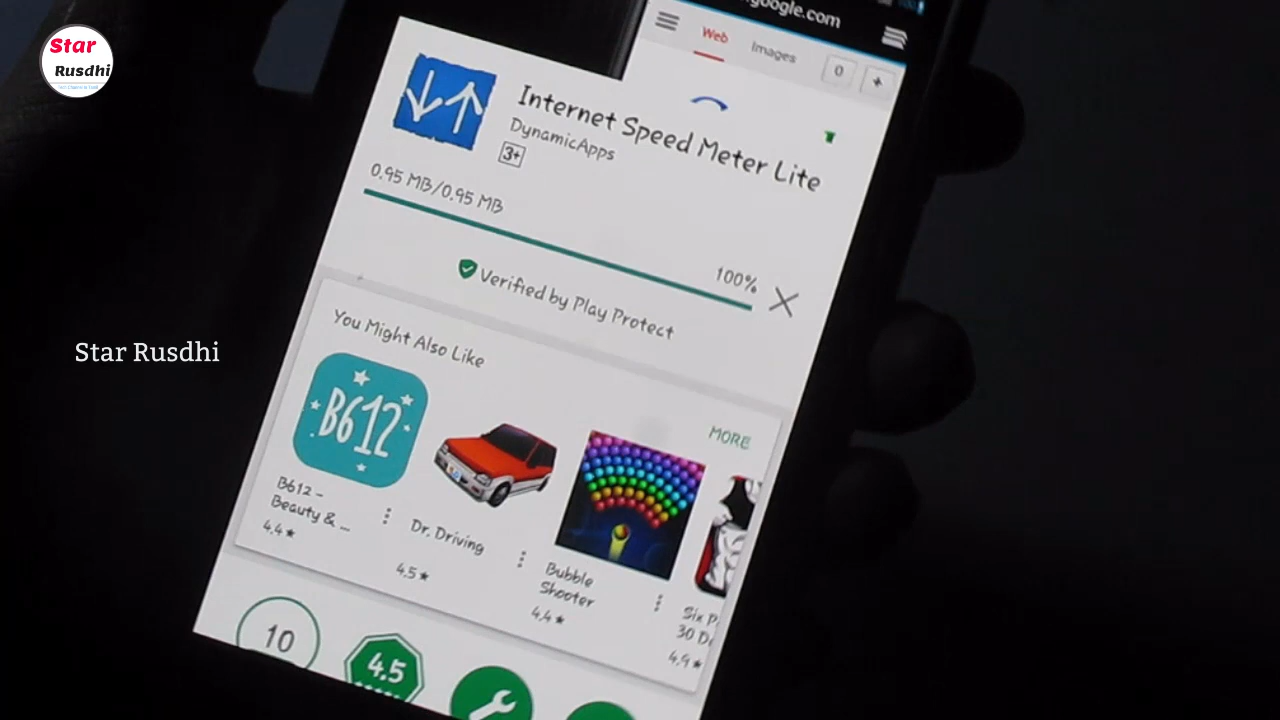 Star
Rusdhi
google.com
Web
Images
0
+
Internet Speed Meter Lite
DynamicApps
3+
0.95 MB/0.95 MB
100%
Verified by Play Protect
Star Rusdhi
You Might Also Like
MORE
B612
B612 -
Beauty & ...
4.4★
Dr. Driving
4.5★
Bubble
Shooter
4.4★
Six P
30 D
4.9★
10
4.5